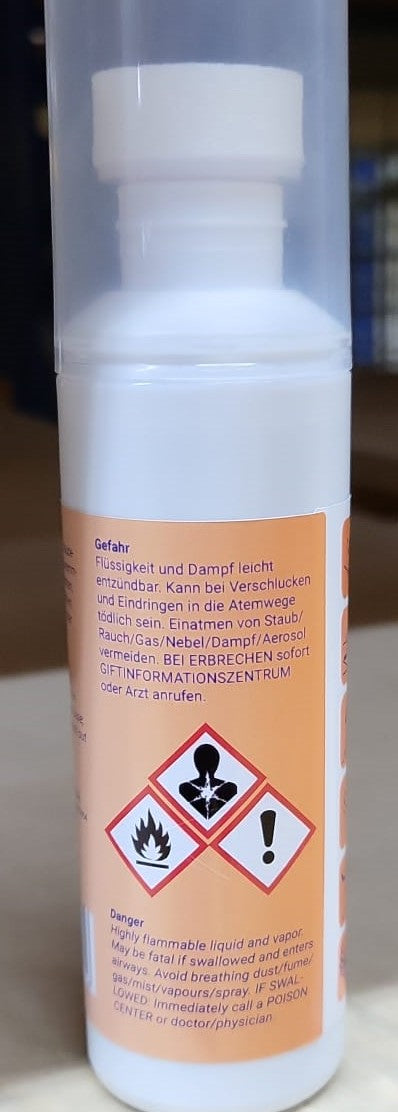 Gefahr
Flüssigkeit und Dampf leicht
entzündbar. Kann bei Verschlucken
und Eindringen in die Atemwege
tödlich sein. Einatmen von Staub/
Rauch/Gas/Nebel/Dampf/Aerosol
vermeiden. BEI ERBRECHEN sofort
GIFTINFORMATIONSZENTRUM
oder Arzt anrufen.
Danger
Highly flammable liquid and vapor.
May be fatal if swallowed and enters
airways. Avoid breathing dust/fume/
gas/mist/vapours/spray. IF SWAL-
LOWED: Immediately call a POISON
CENTER or doctor/physician.